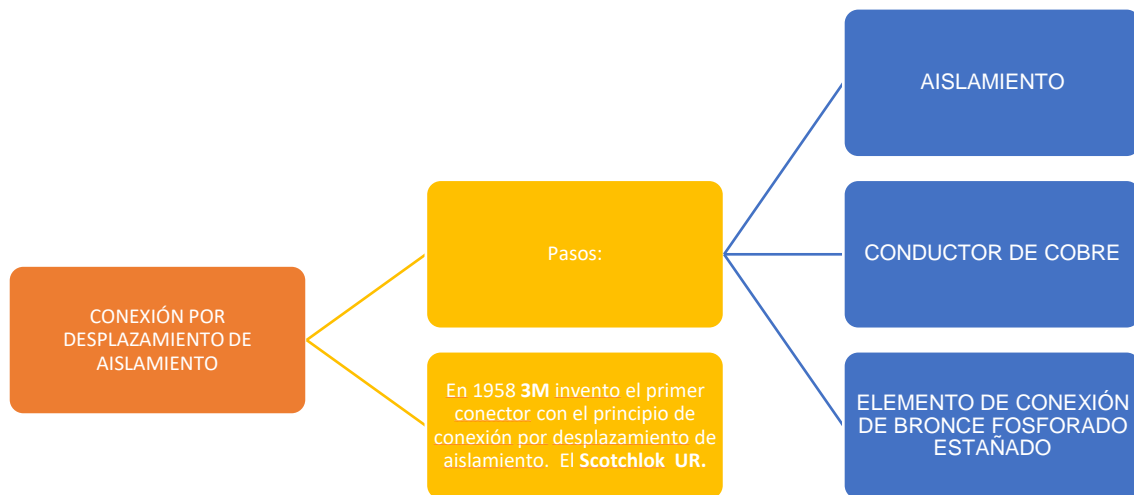 CONEXIÓN POR
DESPLAZAMIENTO DE
AISLAMIENTO
Pasos:
En 1958 3M invento el primer
conector con el principio de
conexión por desplazamiento de
aislamiento. El Scotchlok UR.
AISLAMIENTO
CONDUCTOR DE COBRE
ELEMENTO DE CONEXIÓN
DE BRONCE FOSFORADO
ESTAÑADO